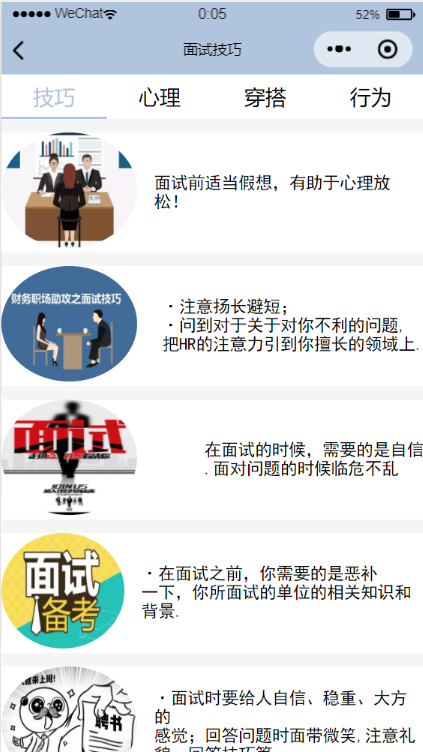 WeChat 0:05 52%
面试技巧
技巧 心理 穿搭 行为
面试前适当假想，有助于心理放
松！
财务职场助攻之面试技巧
·注意扬长避短；
·问到对于关于对你不利的问题,
把HR的注意力引到你擅长的领域上.
面试
JOIN US
在面试的时候，需要的是自信
.面对问题的时候临危不乱
面试
备考
·在面试之前，你需要的是恶补
一下，你所面试的单位的相关知识和
背景.
来上班!
聘书
·面试时要给人自信、稳重、大方
的
感觉；回答问题时面带微笑,注意礼
貌，回答技巧等